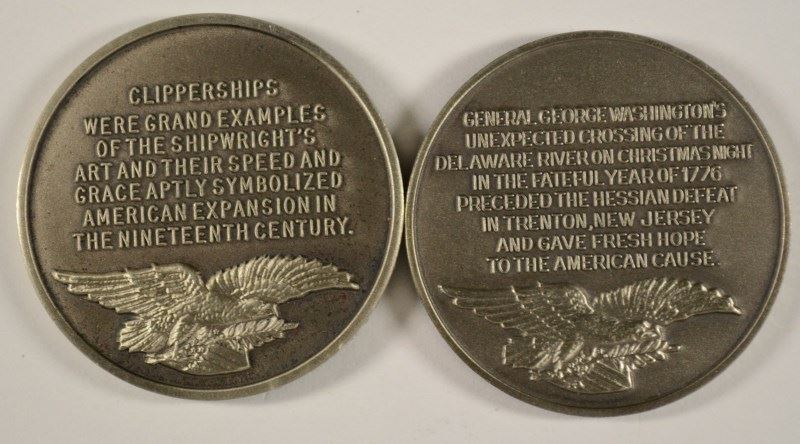 CLIPPERSHIPS
WERE GRAND EXAMPLES
OF THE SHIPWRIGHT'S
ART AND THEIR SPEED AND
GRACE APTLY SYMBOLIZED
AMERICAN EXPANSION IN
THE NINETEENTH CENTURY.
GENERAL GEORGE WASHINGTON'S
UNEXPECTED CROSSING OF THE
DELAWARE RIVER ON CHRISTMAS NIGHT
IN THE FATEFUL YEAR OF 1776
PRECEDED THE HESSIAN DEFEAT
IN TRENTON, NEW JERSEY
AND GAVE FRESH HOPE
TO THE AMERICAN CAUSE.